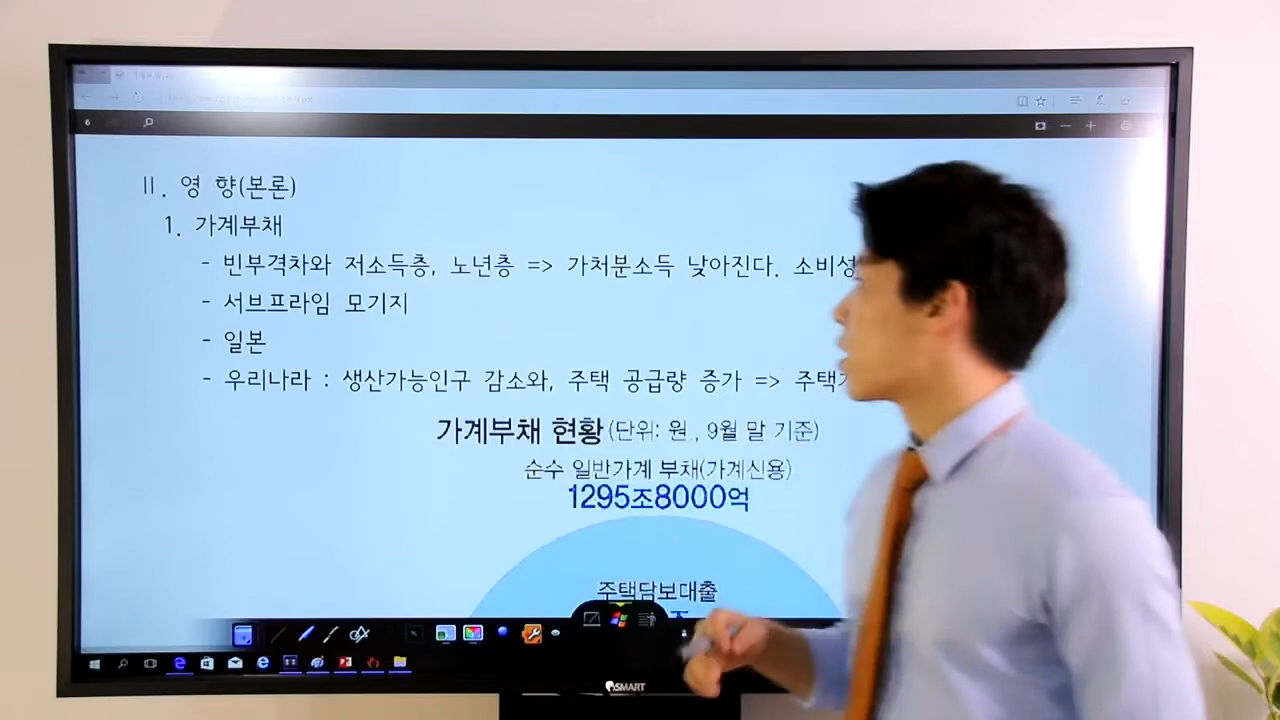 6
II. 영 향(본론)
1. 가계부채
- 빈부격차와 저소득층, 노년층 => 가처분소득 낮아진다. 소비성
- 서브프라임 모기지
- 일본
- 우리나라 : 생산가능인구 감소와, 주택 공급량 증가 => 주택
가계부채 현황 (단위: 원, 9월 말 기준)
순수 일반가계 부채(가계신용)
1295조8000억
주택담보대출
SMART